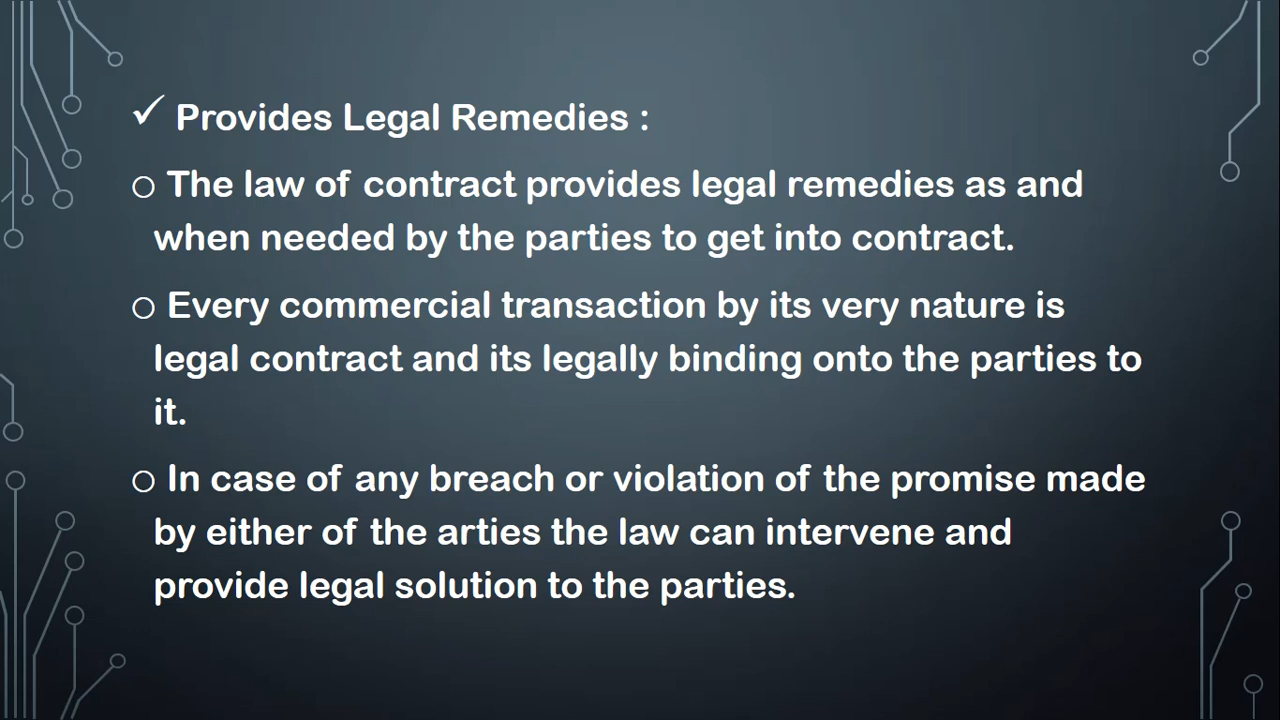 ✓ Provides Legal Remedies :
o The law of contract provides legal remedies as and
when needed by the parties to get into contract.
o Every commercial transaction by its very nature is
legal contract and its legally binding onto the parties to
it.
o In case of any breach or violation of the promise made
by either of the arties the law can intervene and
provide legal solution to the parties.